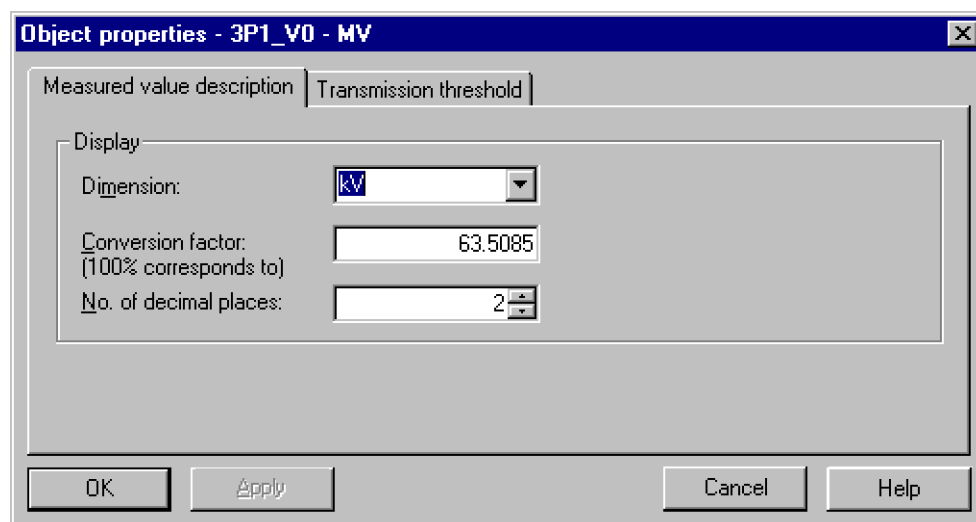 Object properties - 3P1_V0 - MV
Measured value description
Transmission threshold
Display
Dimension:
kV
Conversion factor:
(100% corresponds to)
63.5085
No. of decimal places:
2
OK
Apply
Cancel
Help